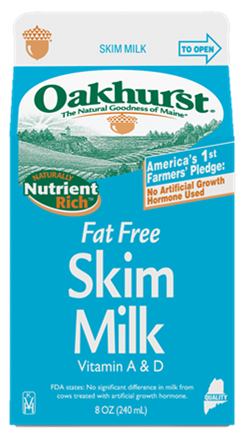 SKIM MILK
TO OPEN
Oakhurst®
The Natural Goodness of Maine®
America's 1st
Farmers' Pledge:
No Artificial Growth
Hormone Used
NATURALLY
Nutrient
Rich™
Fat Free
Skim
Milk
Vitamin A & D
FDA states: No significant difference in milk from
cows treated with artificial growth hormone.
QUALITY
8 OZ (240 mL)